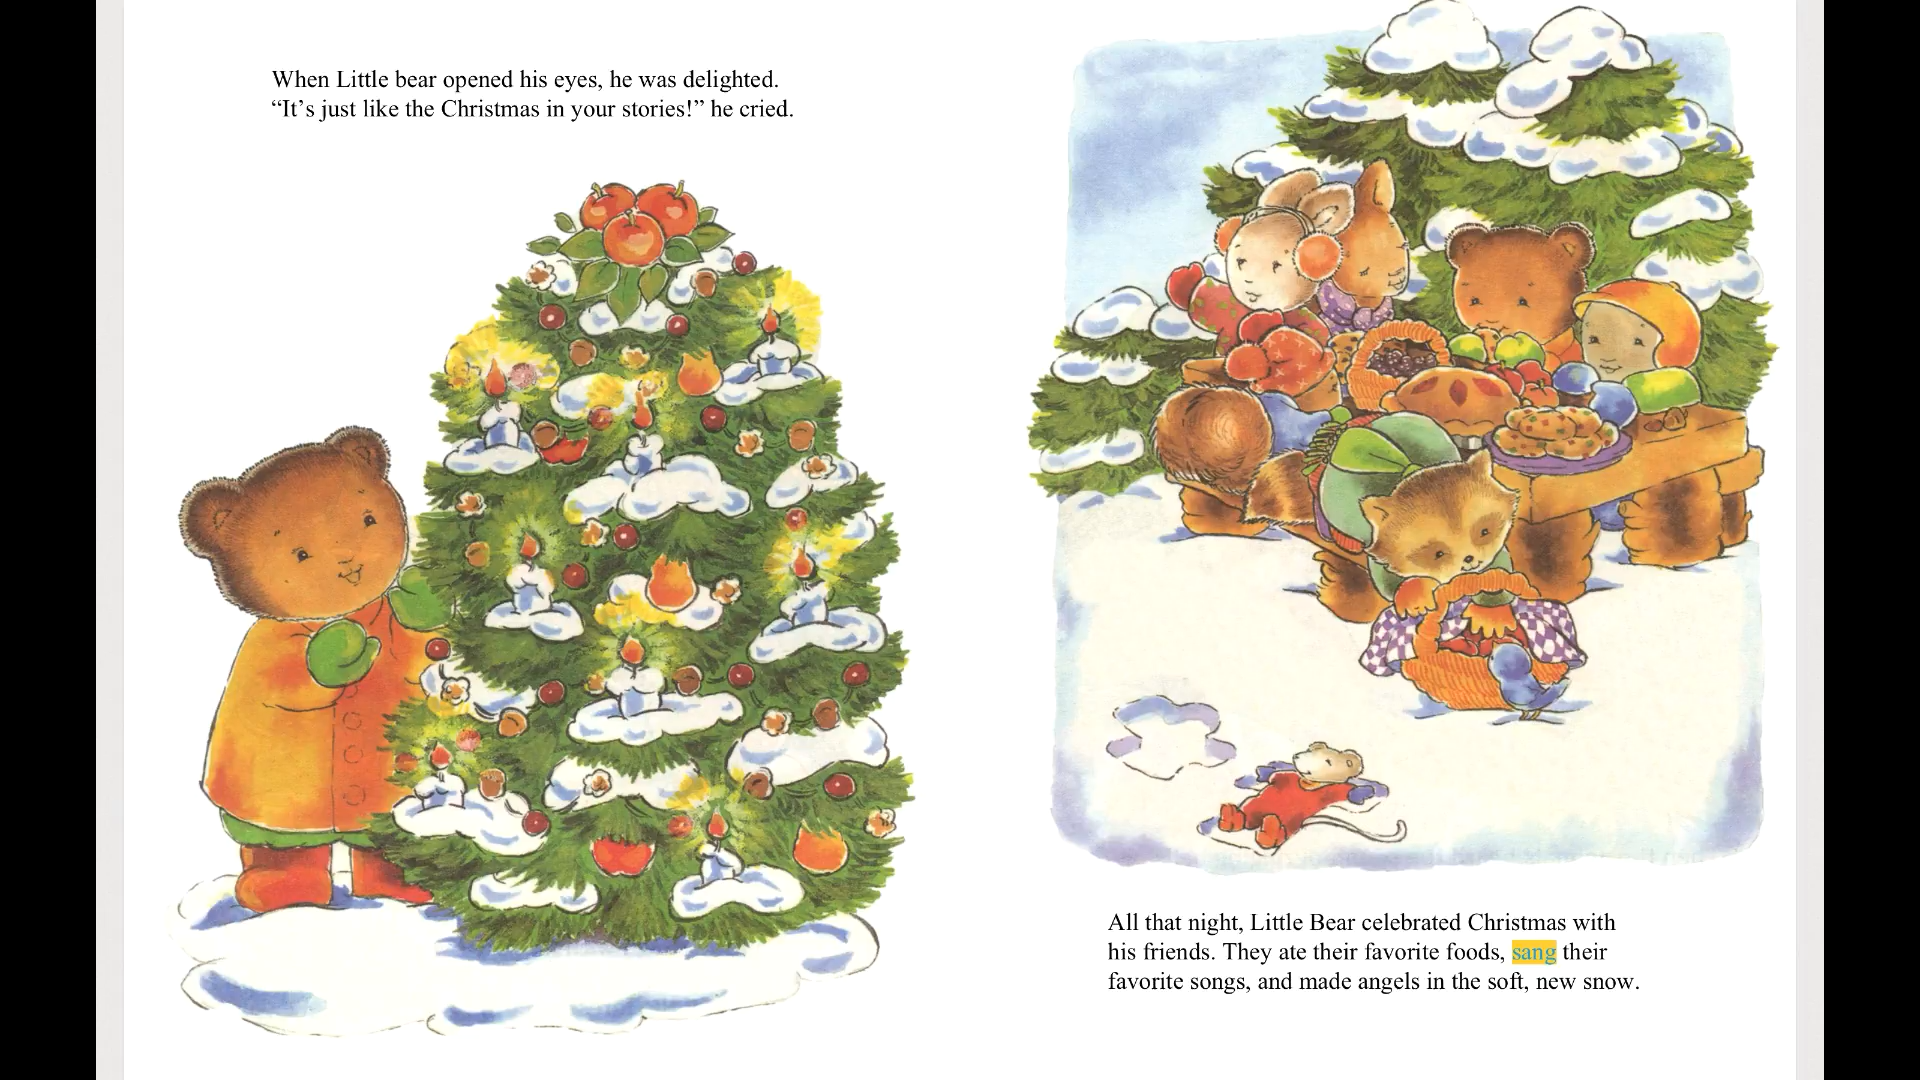 When Little bear opened his eyes, he was delighted.
“It’s just like the Christmas in your stories!” he cried.
All that night, Little Bear celebrated Christmas with
his friends. They ate their favorite foods, sang their
favorite songs, and made angels in the soft, new snow.